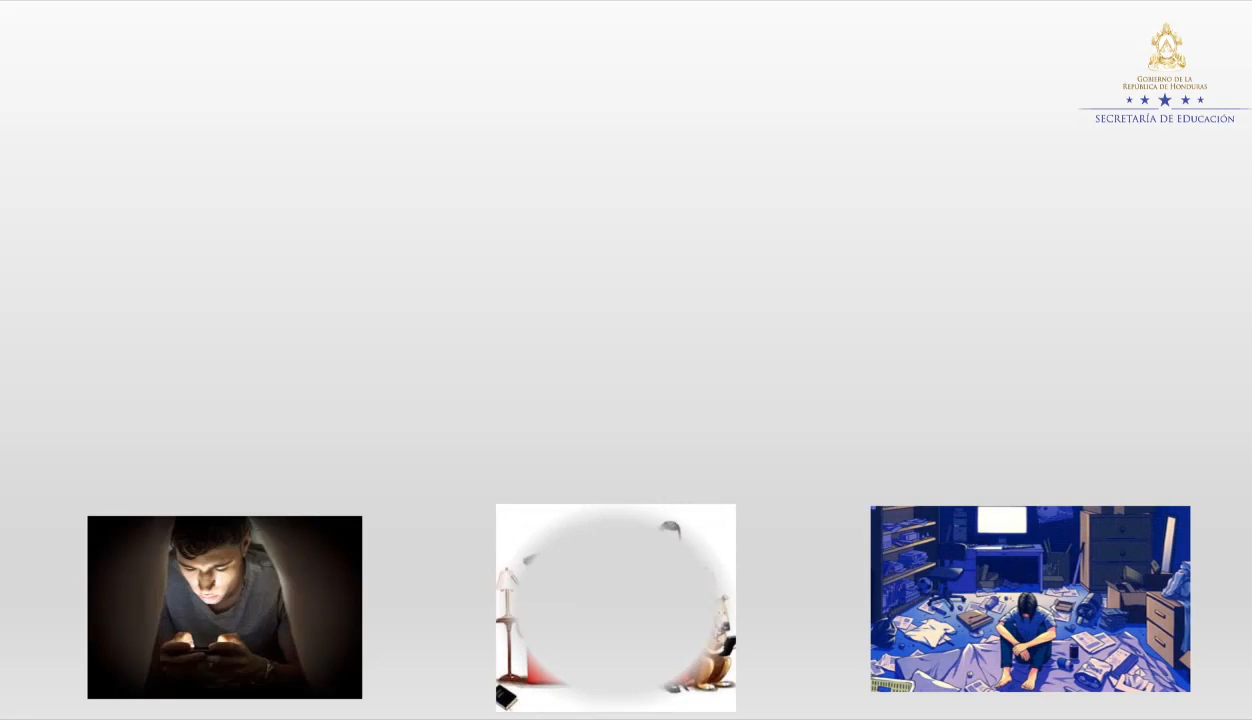 GOBIERNO DE LA
REPÚBLICA DE HONDURAS
SECRETARÍA DE EDUCACIÓN